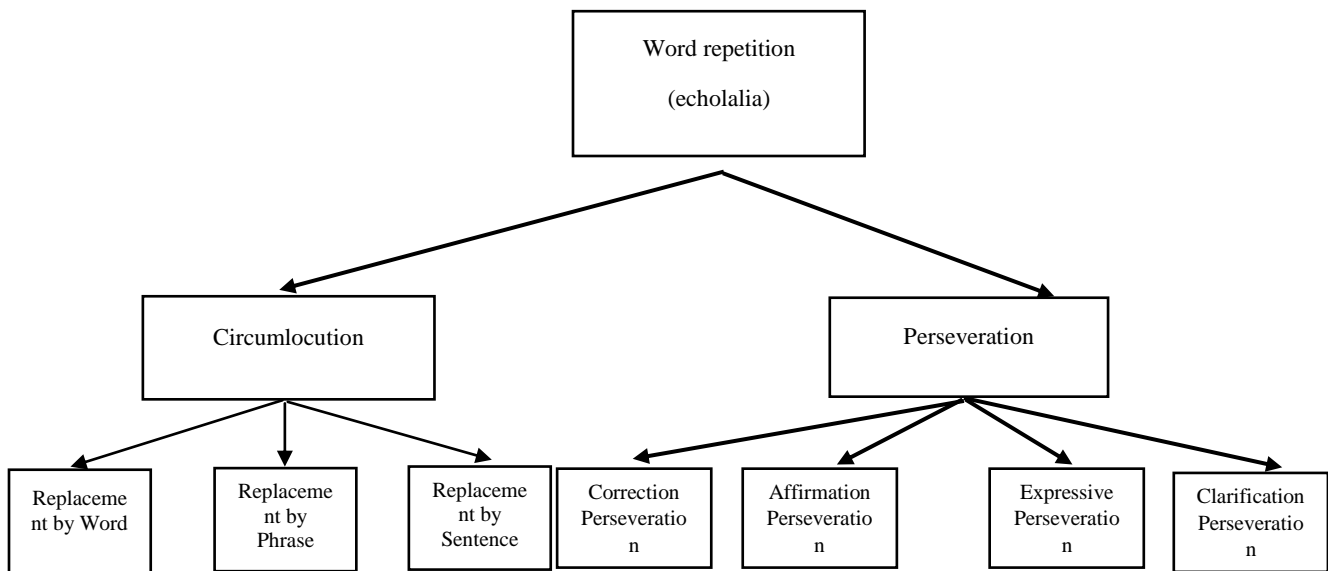 Word repetition
(echolalia)
Circumlocution
Perseveration
Replaceme
nt by Word
Replaceme
nt by
Phrase
Replaceme
nt by
Sentence
Correction
Perseveratio
n
Affirmation
Perseveratio
n
Expressive
Perseveratio
n
Clarification
Perseveratio
n